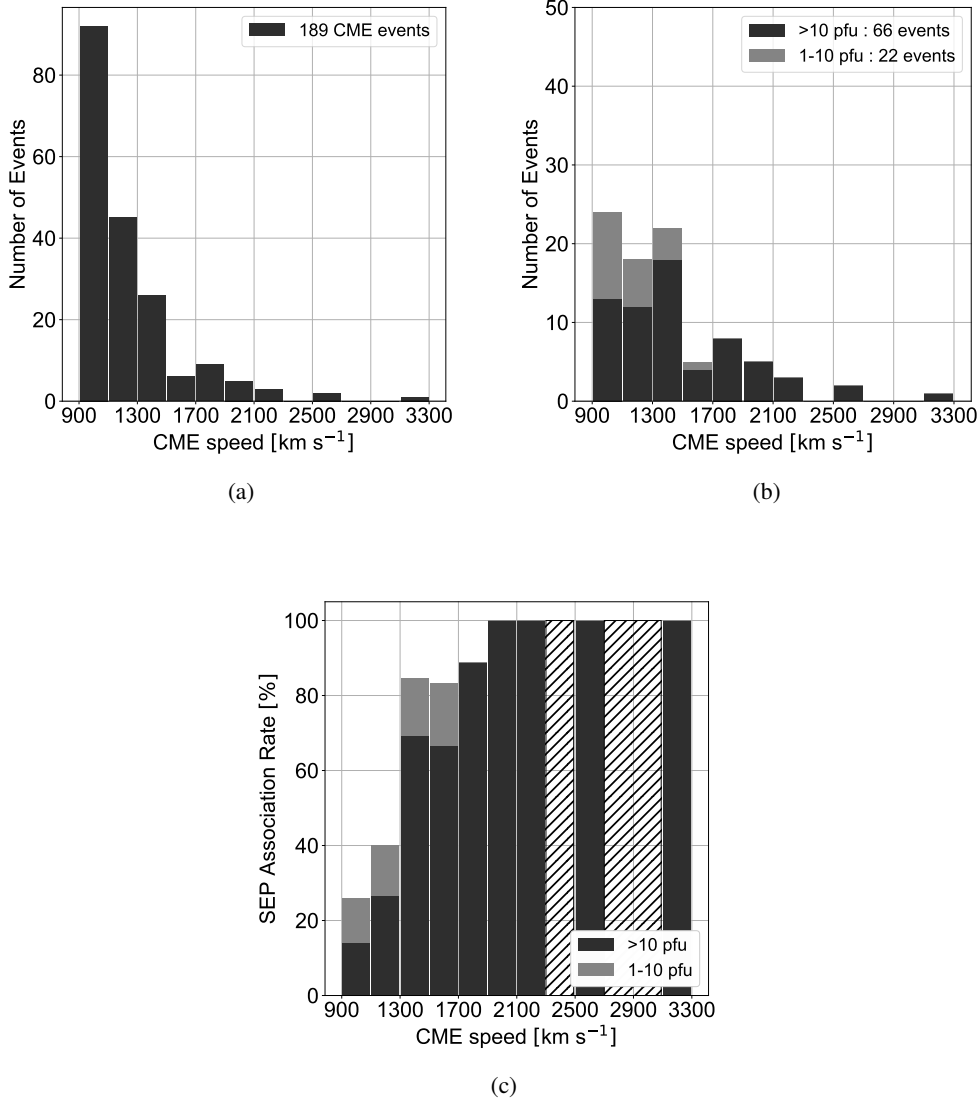 189 CME events
80
60
40
20
0
Number of Events
900 1300 1700 2100 2500 2900 3300
CME speed [km s⁻¹]
(a)
>10 pfu : 66 events
1-10 pfu : 22 events
50
40
30
20
10
0
Number of Events
900 1300 1700 2100 2500 2900 3300
CME speed [km s⁻¹]
(b)
100
80
60
40
20
0
SEP Association Rate [%]
>10 pfu
1-10 pfu
900 1300 1700 2100 2500 2900 3300
CME speed [km s⁻¹]
(c)